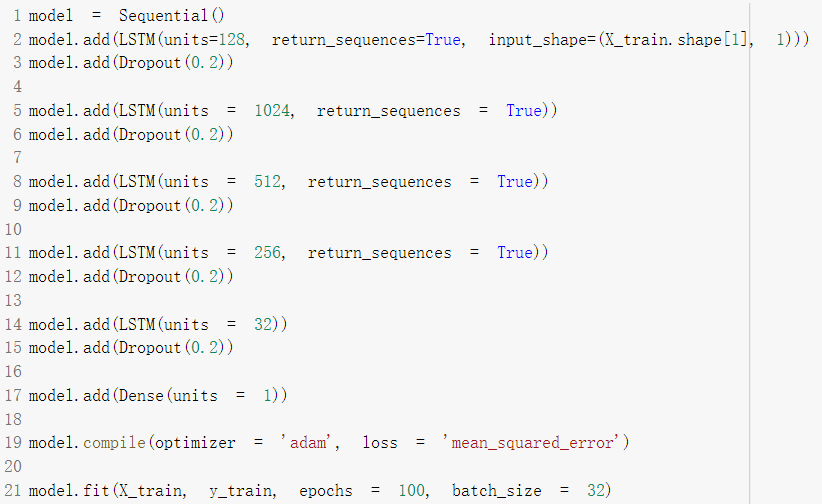 1 model = Sequential()
2 model.add(LSTM(units=128, return_sequences=True, input_shape=(X_train.shape[1], 1)))
3 model.add(Dropout(0.2))
4
5 model.add(LSTM(units = 1024, return_sequences = True))
6 model.add(Dropout(0.2))
7
8 model.add(LSTM(units = 512, return_sequences = True))
9 model.add(Dropout(0.2))
10
11 model.add(LSTM(units = 256, return_sequences = True))
12 model.add(Dropout(0.2))
13
14 model.add(LSTM(units = 32))
15 model.add(Dropout(0.2))
16
17 model.add(Dense(units = 1))
18
19 model.compile(optimizer = 'adam', loss = 'mean_squared_error')
20
21 model.fit(X_train, y_train, epochs = 100, batch_size = 32)